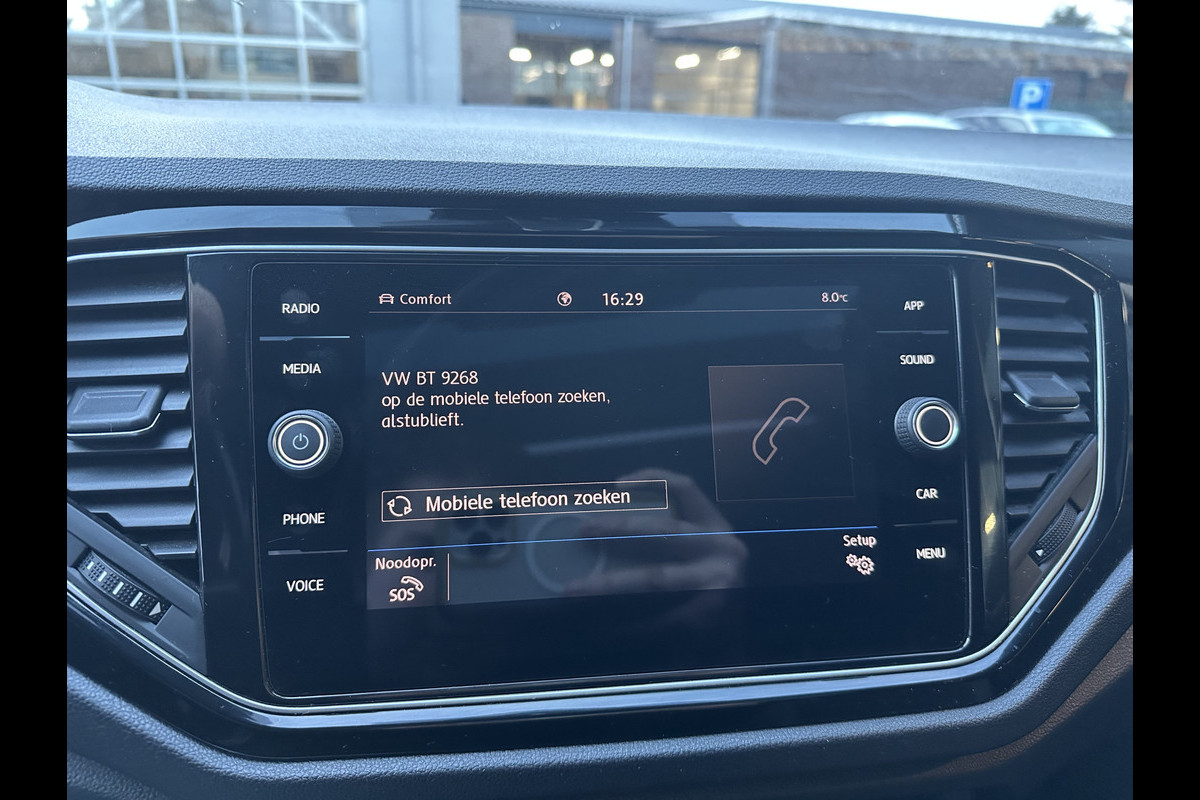 P
RADIO
MEDIA
PHONE
VOICE
Comfort
16:29
8.0°C
VW BT 9268
op de mobiele telefoon zoeken,
alstublieft.
Mobiele telefoon zoeken
Noodopr.
SOS
Setup
APP
SOUND
CAR
MENU